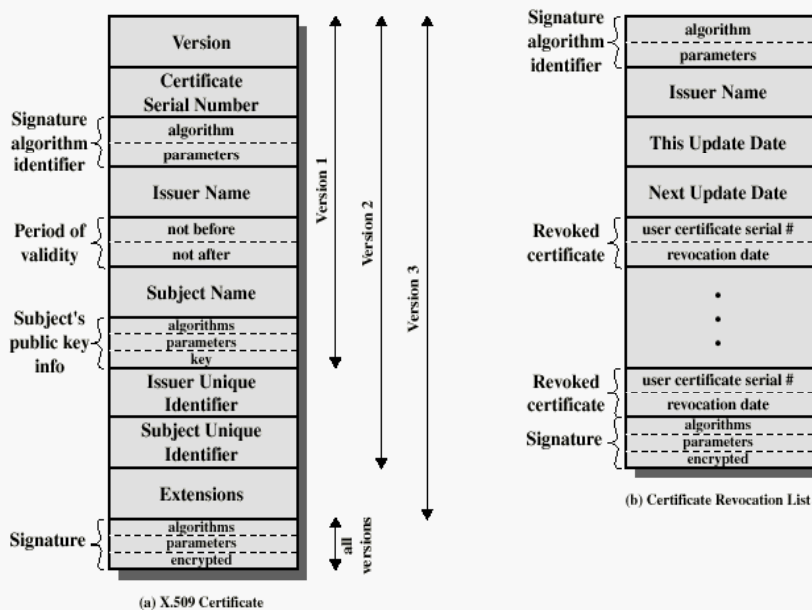 Version
Certificate
Serial Number
Signature
algorithm
identifier
algorithm
parameters
Issuer Name
Period of
validity
not before
not after
Subject Name
Subject's
public key
info
algorithms
parameters
key
Issuer Unique
Identifier
Subject Unique
Identifier
Extensions
Signature
algorithms
parameters
encrypted
Version 1
Version 2
Version 3
all
versions
(a) X.509 Certificate
Signature
algorithm
identifier
algorithm
parameters
Issuer Name
This Update Date
Next Update Date
Revoked
certificate
user certificate serial #
revocation date
Revoked
certificate
user certificate serial #
revocation date
Signature
algorithms
parameters
encrypted
(b) Certificate Revocation List